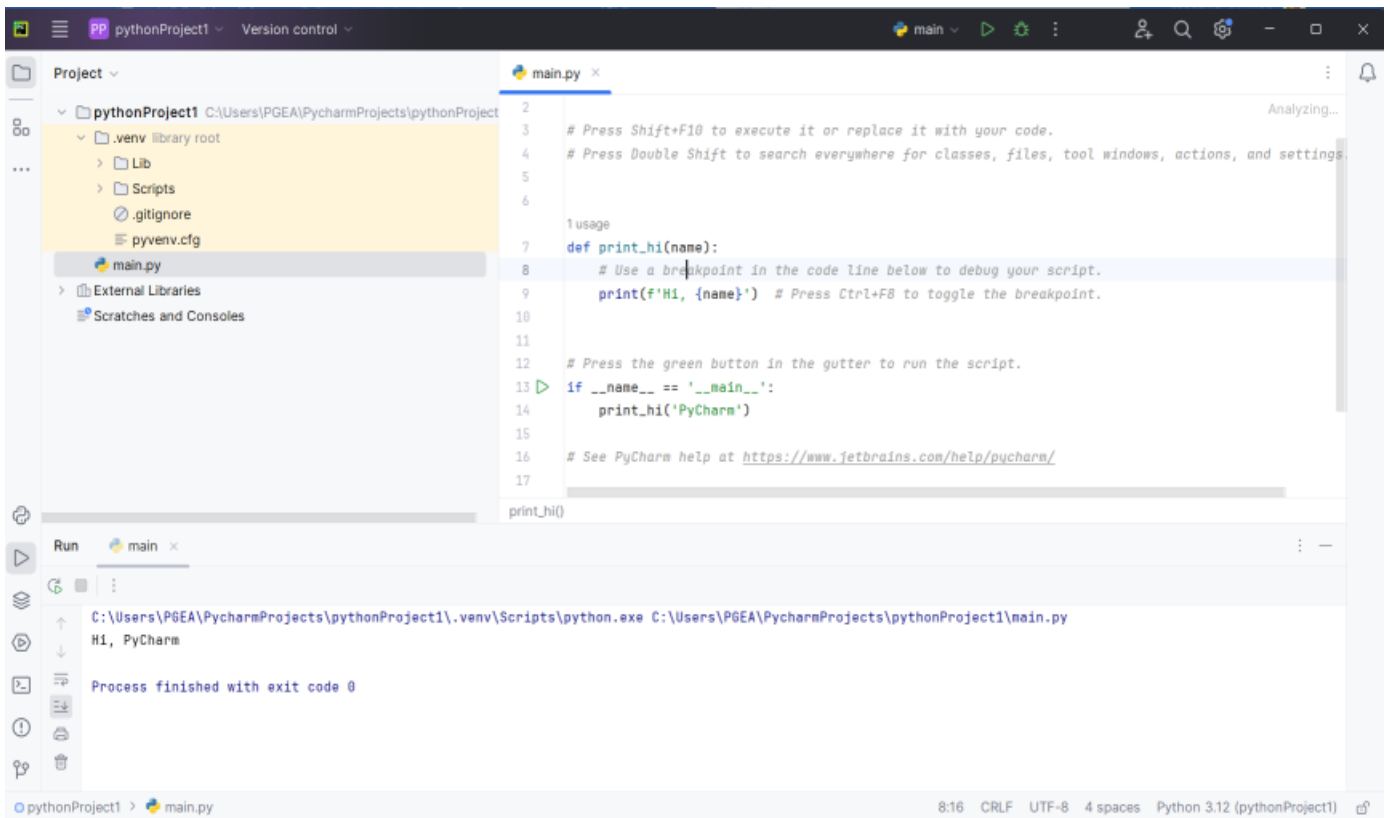 PP pythonProject1 Version control main
Project
pythonProject1 C:\Users\PGEA\PycharmProjects\pythonProject
.venv library root
Lib
Scripts
.gitignore
pyvenv.cfg
main.py
External Libraries
Scratches and Consoles
main.py
Analyzing...
2
3 # Press Shift+F10 to execute it or replace it with your code.
4 # Press Double Shift to search everywhere for classes, files, tool windows, actions, and settings.
5
6
1 usage
7 def print_hi(name):
8 # Use a breakpoint in the code line below to debug your script.
9 print(f'Hi, {name}') # Press Ctrl+F8 to toggle the breakpoint.
10
11
12 # Press the green button in the gutter to run the script.
13 if __name__ == '__main__':
14 print_hi('PyCharm')
15
16 # See PyCharm help at https://www.jetbrains.com/help/pycharm/
17
print_hi()
Run main
C:\Users\PGEA\PycharmProjects\pythonProject1\.venv\Scripts\python.exe C:\Users\PGEA\PycharmProjects\pythonProject1\main.py
Hi, PyCharm
Process finished with exit code 0
pythonProject1 > main.py 8:16 CRLF UTF-8 4 spaces Python 3.12 (pythonProject1)